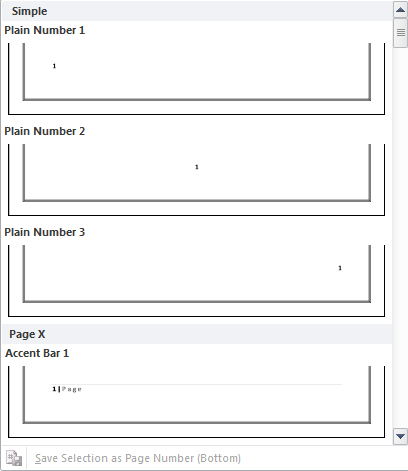 Simple
Plain Number 1
1
Plain Number 2
1
Plain Number 3
1
Page X
Accent Bar 1
1|Page
Save Selection as Page Number (Bottom)